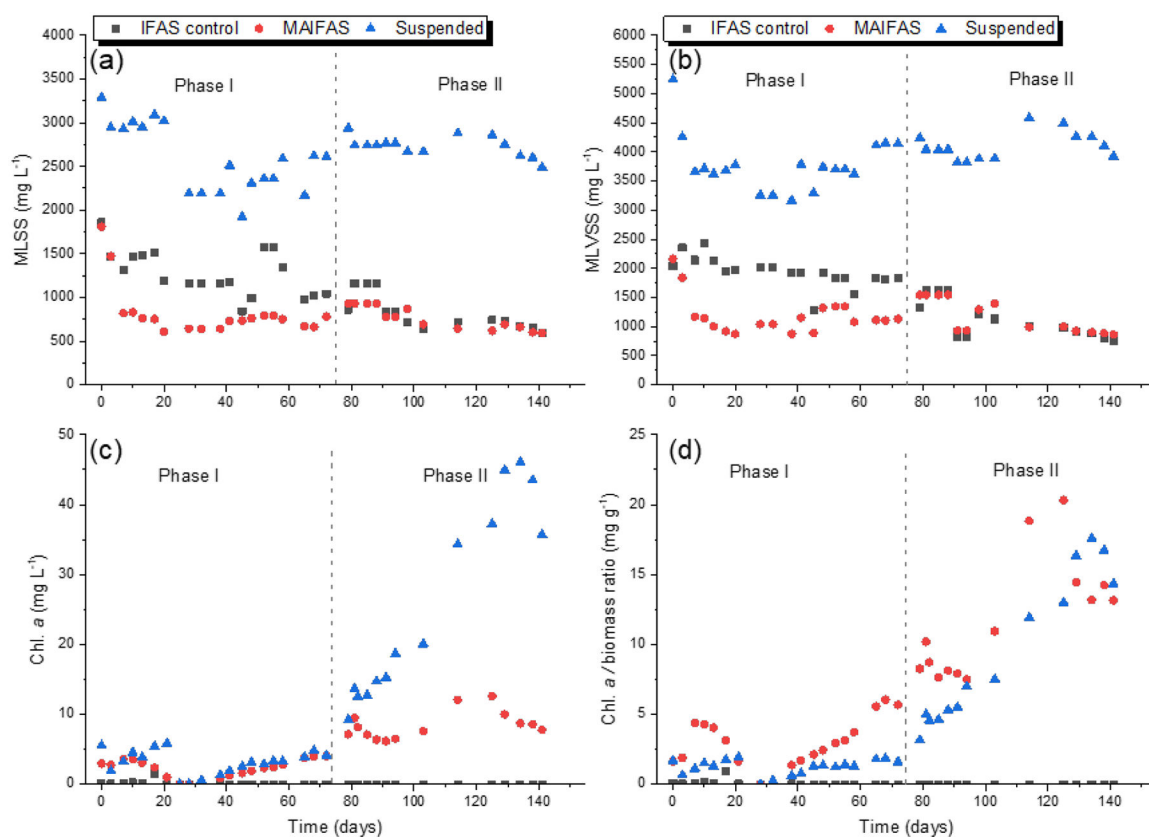 IFAS control MAIFAS Suspended
(a)
Phase I Phase II
MLSS (mg L-1)
4000
3500
3000
2500
2000
1500
1000
500
0
0 20 40 60 80 100 120 140
IFAS control MAIFAS Suspended
(b)
Phase I Phase II
MLVSS (mg L-1)
6000
5500
5000
4500
4000
3500
3000
2500
2000
1500
1000
500
0
0 20 40 60 80 100 120 140
(c)
Phase I Phase II
Chl. a (mg L-1)
50
40
30
20
10
0
0 20 40 60 80 100 120 140
Time (days)
(d)
Phase I Phase II
Chl. a / biomass ratio (mg g-1)
25
20
15
10
5
0
0 20 40 60 80 100 120 140
Time (days)